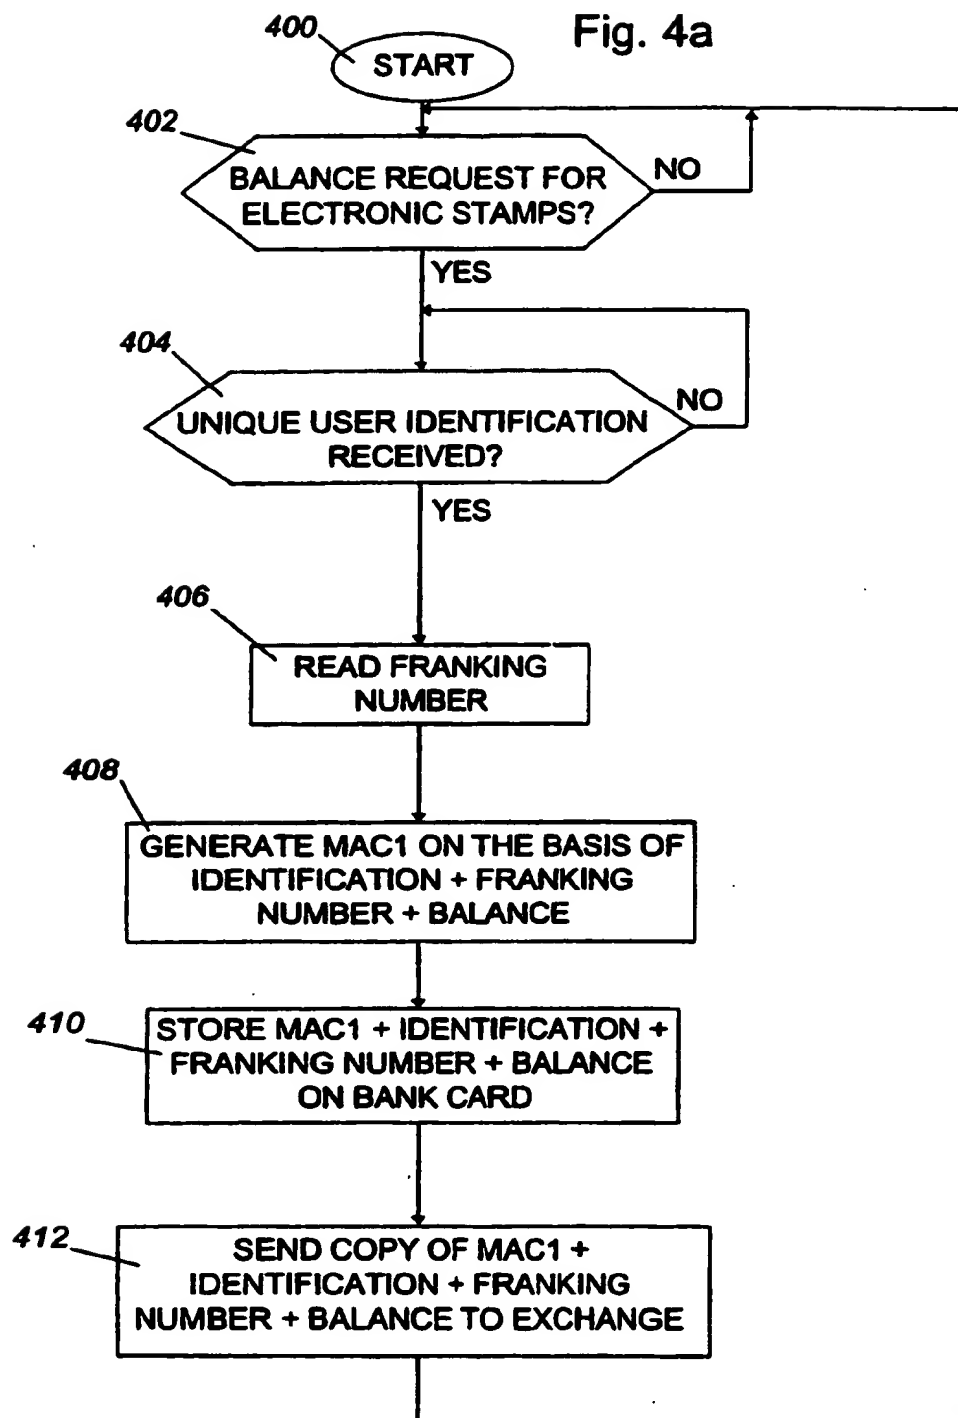 Fig. 4a
400
START
402
BALANCE REQUEST FOR
ELECTRONIC STAMPS?
NO
YES
404
UNIQUE USER IDENTIFICATION
RECEIVED?
NO
YES
406
READ FRANKING
NUMBER
408
GENERATE MAC1 ON THE BASIS OF
IDENTIFICATION + FRANKING
NUMBER + BALANCE
410
STORE MAC1 + IDENTIFICATION +
FRANKING NUMBER + BALANCE
ON BANK CARD
412
SEND COPY OF MAC1 +
IDENTIFICATION + FRANKING
NUMBER + BALANCE TO EXCHANGE